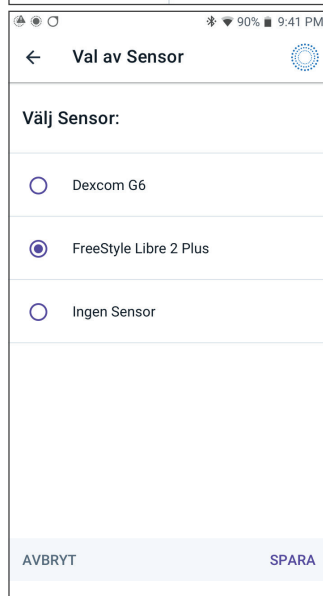 90% 9:41 PM
Val av Sensor
Välj Sensor:
Dexcom G6
FreeStyle Libre 2 Plus
Ingen Sensor
AVBRYT SPARA